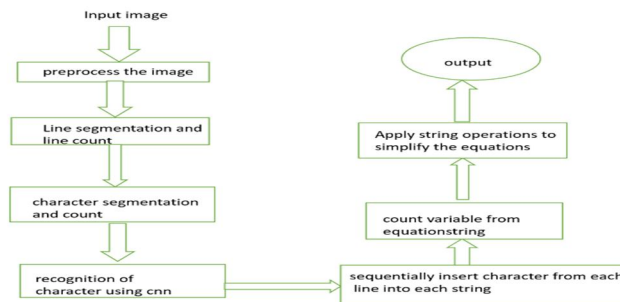 Input image
preprocess the image
Line segmentation and
line count
character segmentation
and count
recognition of
character using cnn
sequentially insert character from each
line into each string
count variable from
equationstring
Apply string operations to
simplify the equations
output